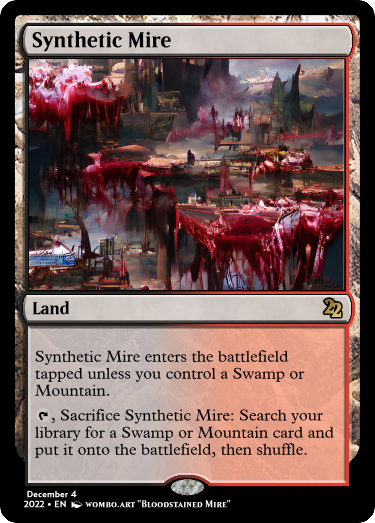 Synthetic Mire
Land
Synthetic Mire enters the battlefield
tapped unless you control a Swamp or
Mountain.
, Sacrifice Synthetic Mire: Search your
library for a Swamp or Mountain card and
put it onto the battlefield, then shuffle.
December 4
2022 • EN wombo.art "Bloodstained Mire"